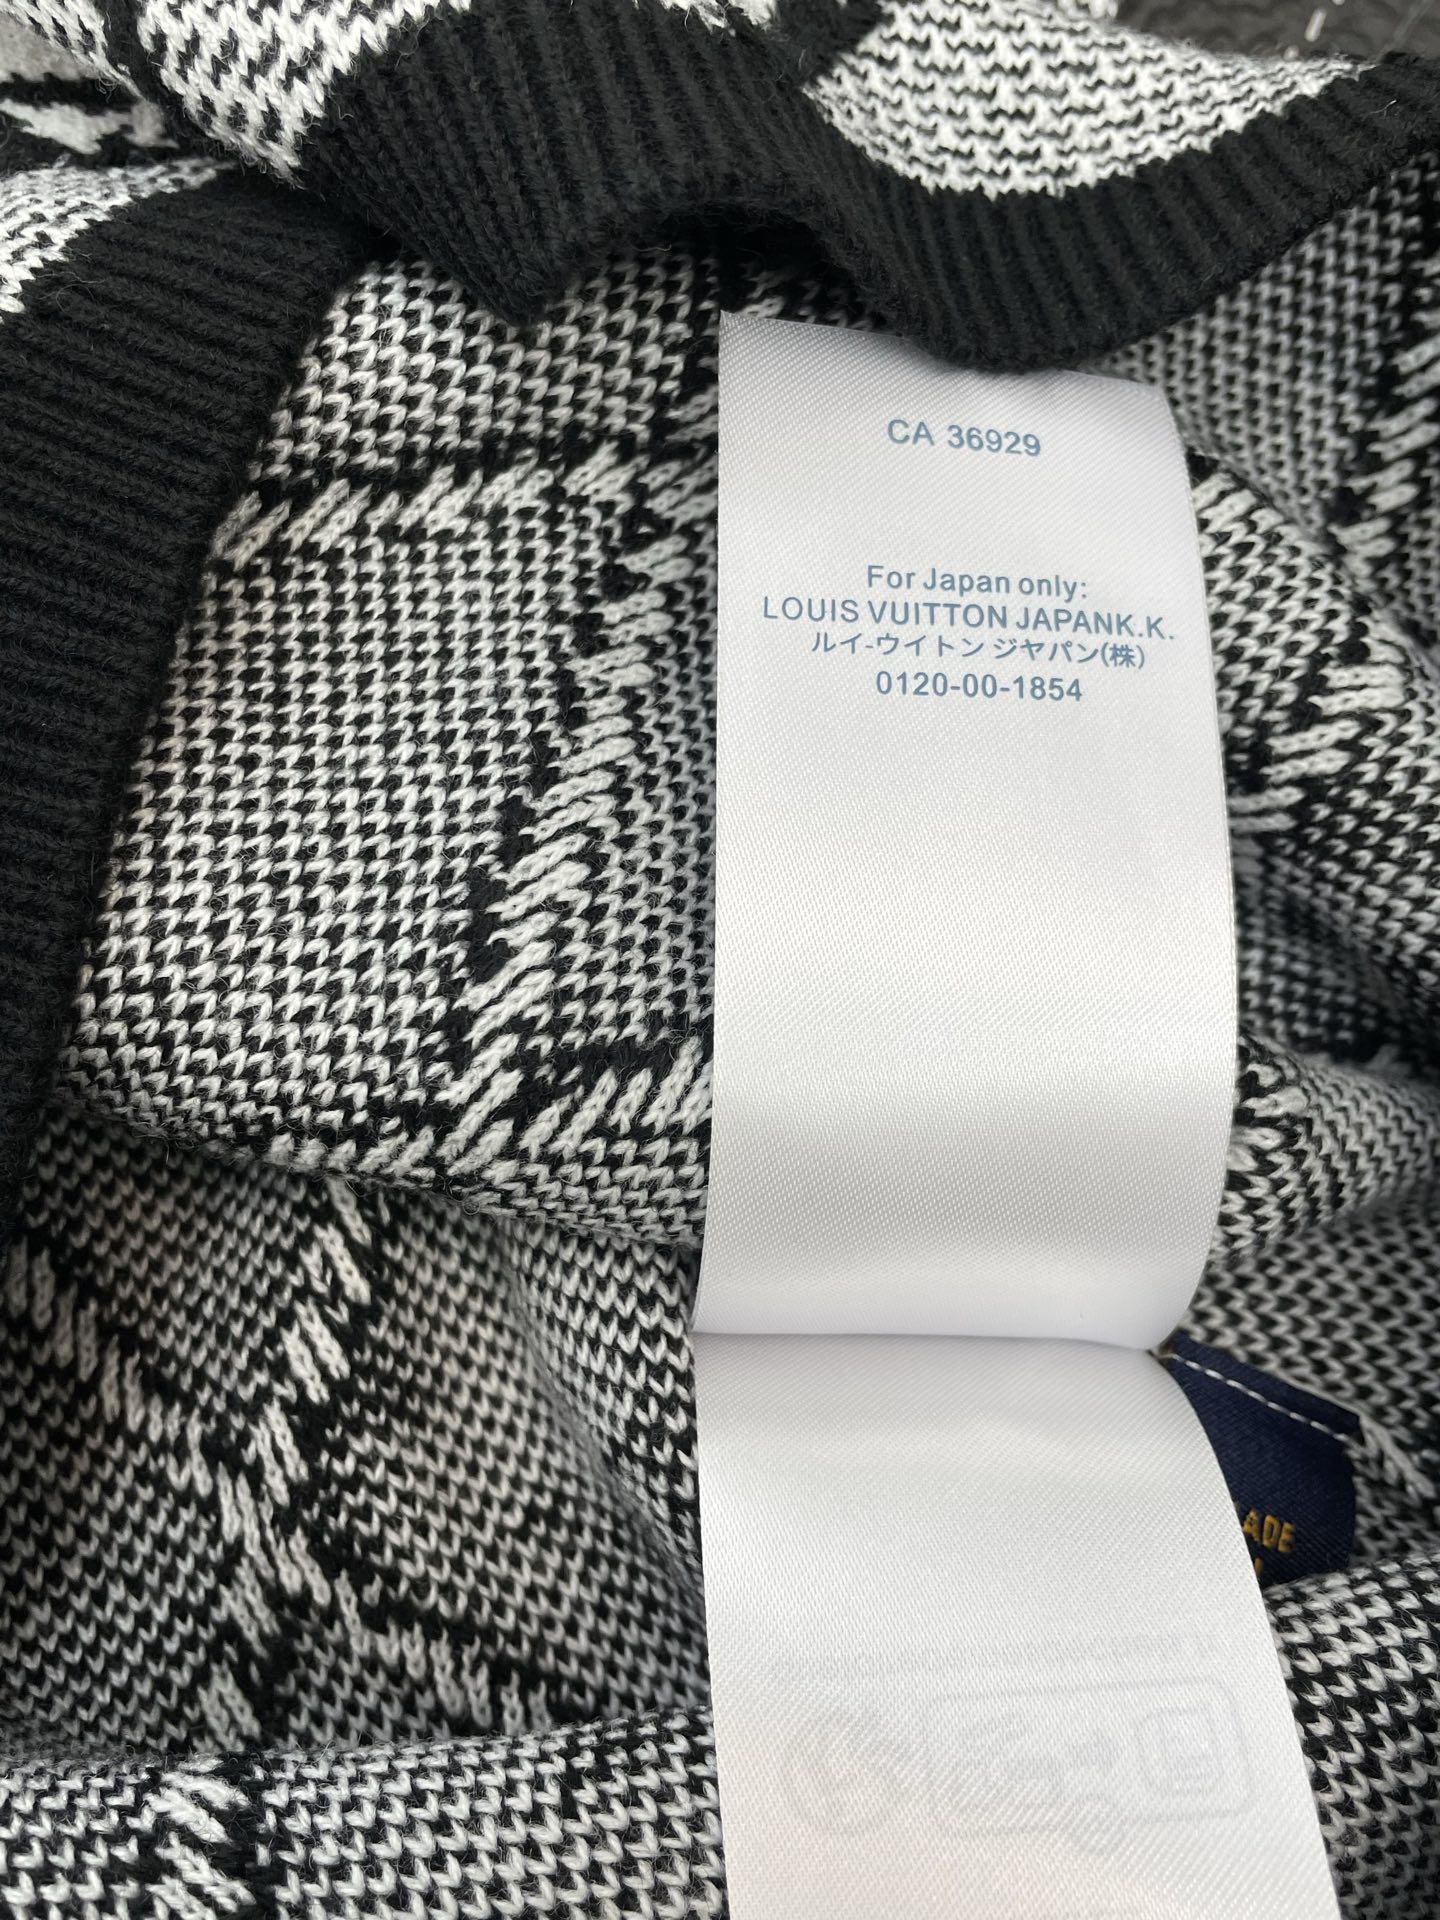 CA 36929
For Japan only:
LOUIS VUITTON JAPANK.K.
ルイ-ウイトン ジヤパン(株)
0120-00-1854
ADE